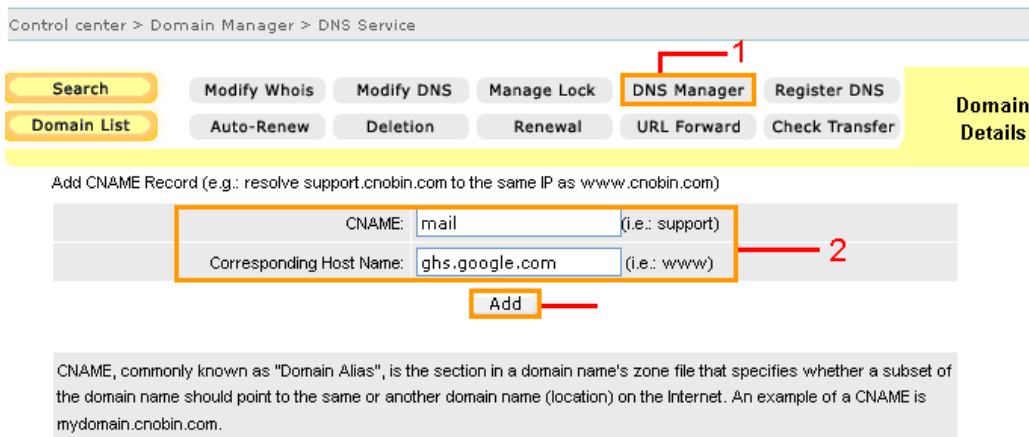 Control center > Domain Manager > DNS Service
1
Search Modify Whois Modify DNS Manage Lock DNS Manager Register DNS
Domain List Auto-Renew Deletion Renewal URL Forward Check Transfer
Domain
Details
Add CNAME Record (e.g.: resolve support.cnobin.com to the same IP as www.cnobin.com)
CNAME: mail (i.e.: support)
Corresponding Host Name: ghs.google.com (i.e.: www)
2
Add
CNAME, commonly known as "Domain Alias", is the section in a domain name's zone file that specifies whether a subset of
the domain name should point to the same or another domain name (location) on the Internet. An example of a CNAME is
mydomain.cnobin.com.